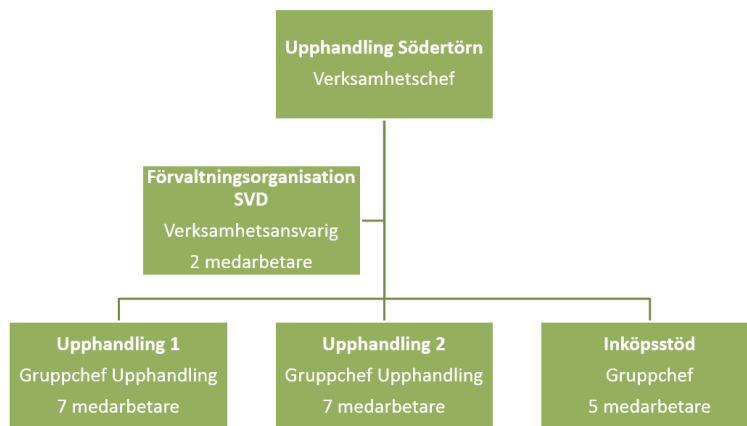 Upphandling Södertörn
Verksamhetschef
Förvaltningsorganisation
SVD
Verksamhetsansvarig
2 medarbetare
Upphandling 1
Gruppchef Upphandling
7 medarbetare
Upphandling 2
Gruppchef Upphandling
7 medarbetare
Inköpsstöd
Gruppchef
5 medarbetare